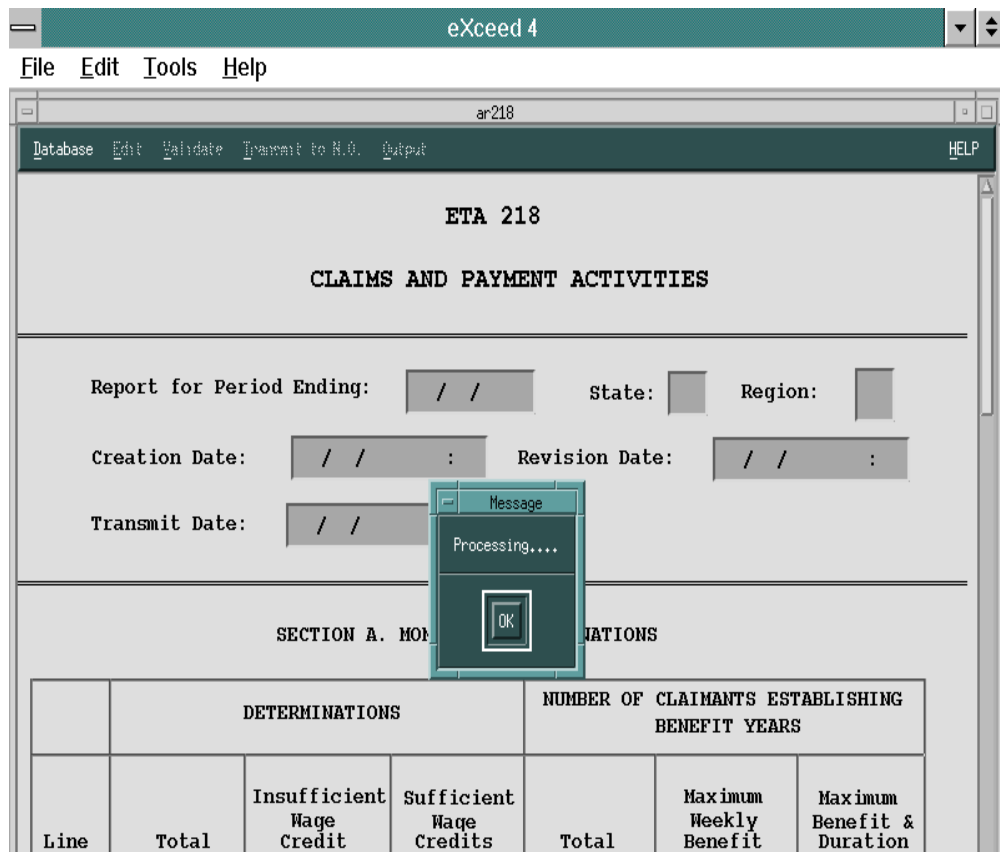 eXceed 4
File Edit Tools Help
ar218
Database Edit Validate Transmit to N.O. Output HELP
ETA 218
CLAIMS AND PAYMENT ACTIVITIES
Report for Period Ending: / / State: Region:
Creation Date: / / : Revision Date: / / :
Transmit Date: / /
Message
Processing....
OK
SECTION A. MON NATIONS
DETERMINATIONS
NUMBER OF CLAIMANTS ESTABLISHING
BENEFIT YEARS
Line
Total
Insufficient
Wage
Credit
Sufficient
Wage
Credits
Total
Maximum
Weekly
Benefit
Maximum
Benefit &
Duration